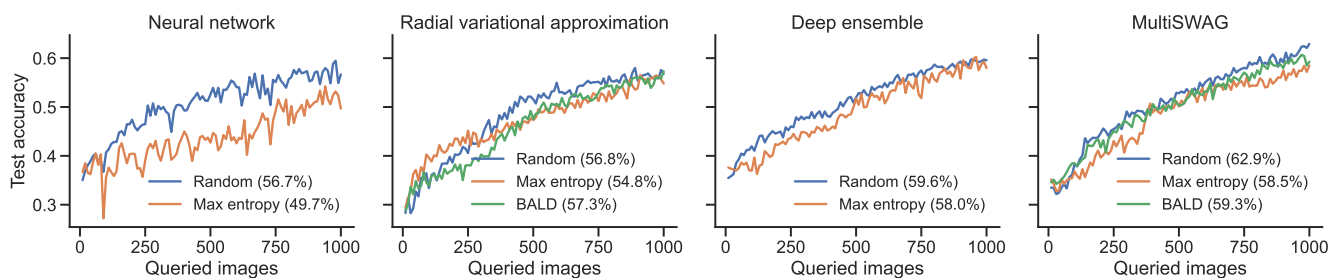 Neural network
Radial variational approximation
Deep ensemble
MultiSWAG
Test accuracy
0.6
0.5
0.4
0.3
Random (56.7%)
Max entropy (49.7%)
Random (56.8%)
Max entropy (54.8%)
BALD (57.3%)
Random (59.6%)
Max entropy (58.0%)
Random (62.9%)
Max entropy (58.5%)
BALD (59.3%)
0 250 500 750 1000
0 250 500 750 1000
0 250 500 750 1000
0 250 500 750 1000
Queried images
Queried images
Queried images
Queried images